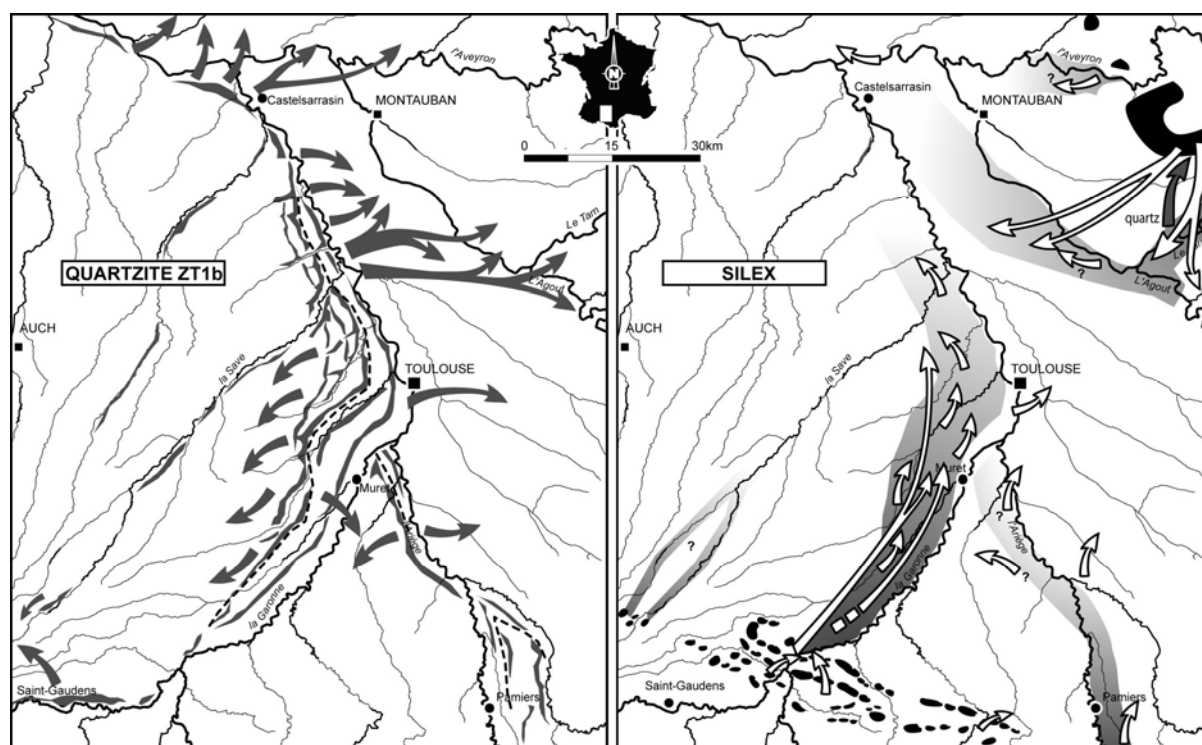 l'Aveyron
Castelsarrasin
MONTAUBAN
N
0 15 30km
Le Tarn
QUARTZITE ZT1b
L'Agout
AUCH
la Save
TOULOUSE
Muret
l'Ariège
la Garonne
Saint-Gaudens
Pamiers
l'Aveyron
?
Castelsarrasin
MONTAUBAN
quartz
SILEX
Le
?
L'Agout
AUCH
la Save
TOULOUSE
Muret
?
l'Ariège
?
?
?
la Garonne
Saint-Gaudens
Pamiers